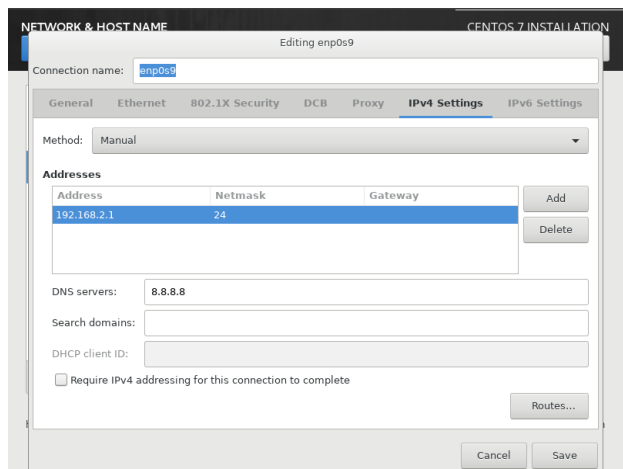 NETWORK & HOST NAME
CENTOS 7 INSTALLATION
Editing enp0s9
Connection name: enp0s9
General Ethernet 802.1X Security DCB Proxy IPv4 Settings IPv6 Settings
Method: Manual
Addresses
Address Netmask Gateway
Add
192.168.2.1 24
Delete
DNS servers: 8.8.8.8
Search domains:
DHCP client ID:
Require IPv4 addressing for this connection to complete
Routes...
Cancel Save